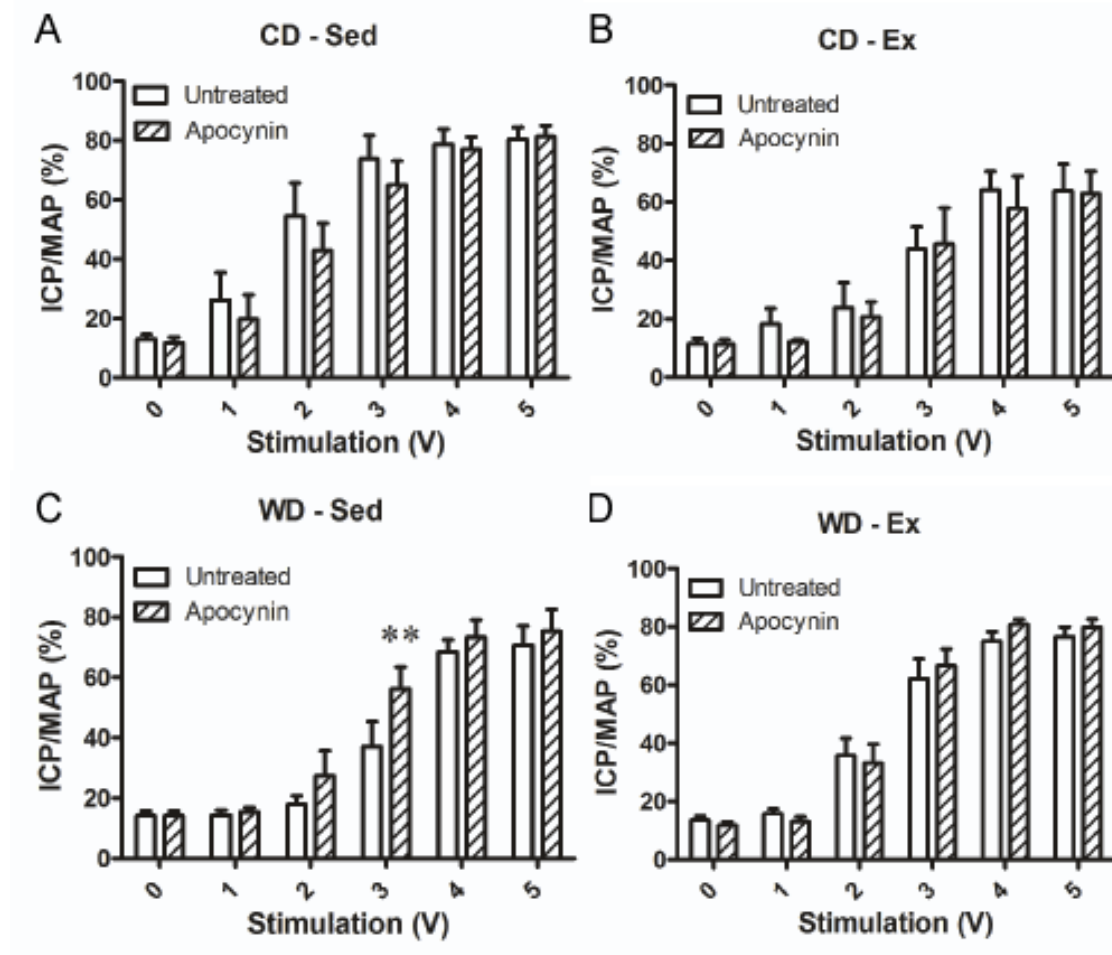 A
CD - Sed
Untreated
Apocynin
ICP/MAP (%)
100
80
60
40
20
0
0 1 2 3 4 5
Stimulation (V)
B
CD - Ex
Untreated
Apocynin
ICP/MAP (%)
100
80
60
40
20
0
0 1 2 3 4 5
Stimulation (V)
C
WD - Sed
Untreated
Apocynin
**
ICP/MAP (%)
100
80
60
40
20
0
0 1 2 3 4 5
Stimulation (V)
D
WD - Ex
Untreated
Apocynin
ICP/MAP (%)
100
80
60
40
20
0
0 1 2 3 4 5
Stimulation (V)